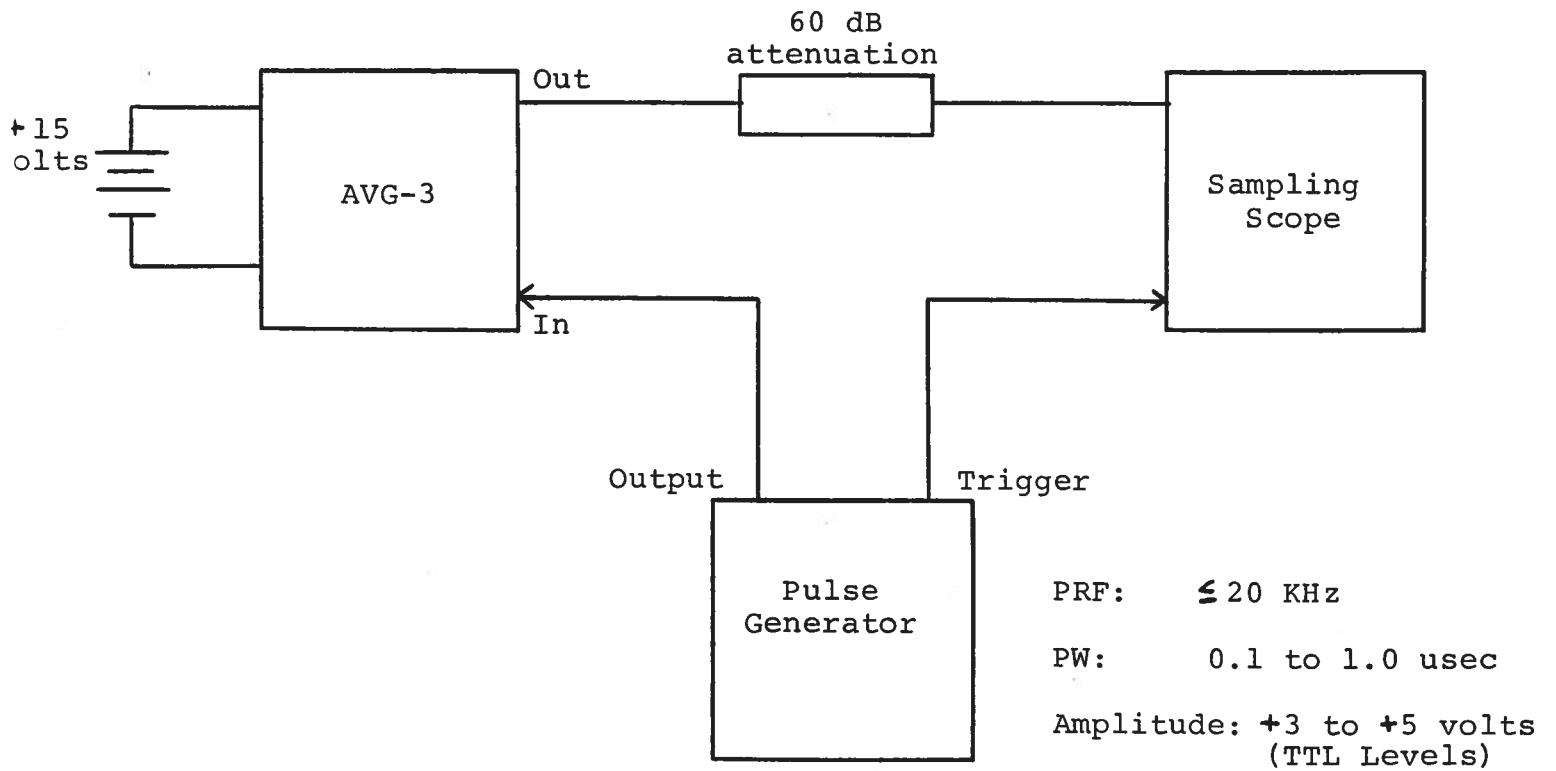 60 dB
attenuation
Out
+15
olts
AVG-3
Sampling
Scope
In
Output
Trigger
Pulse
Generator
PRF: ≤ 20 KHz
PW: 0.1 to 1.0 usec
Amplitude: +3 to +5 volts
(TTL Levels)